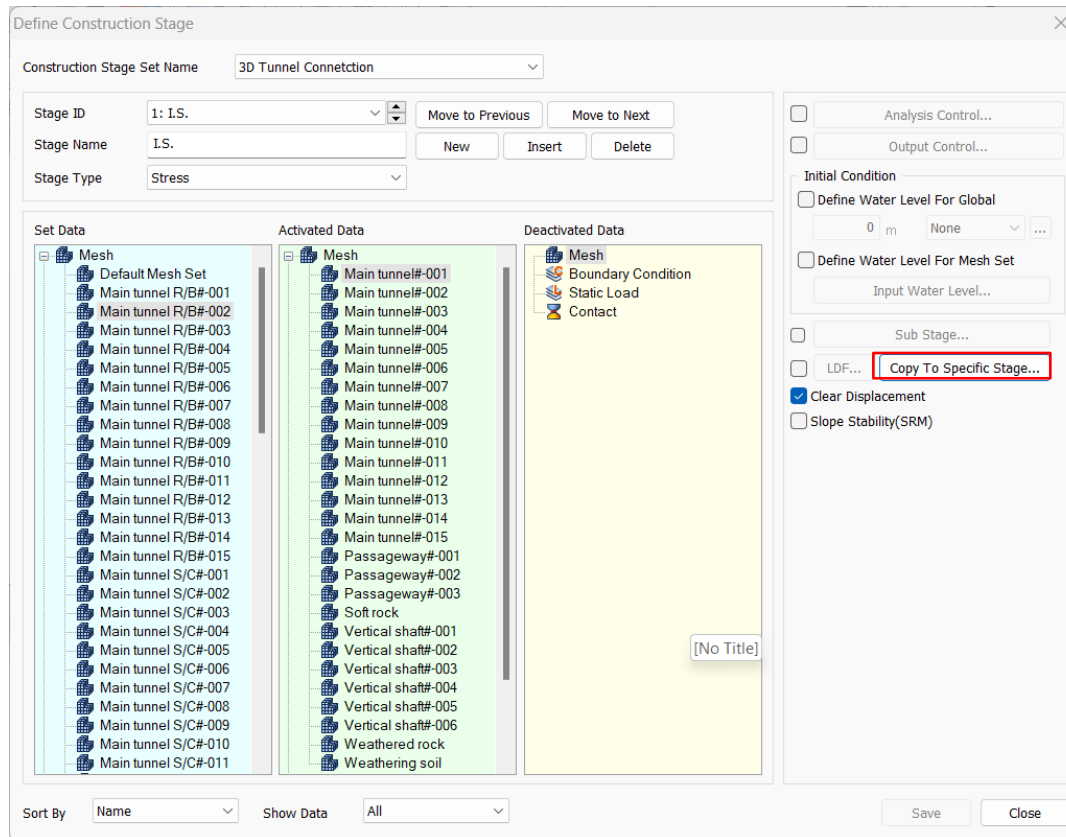 Define Construction Stage
Construction Stage Set Name
3D Tunnel Connetction
Stage ID
1: I.S.
Move to Previous
Move to Next
Stage Name
I.S.
New
Insert
Delete
Stage Type
Stress
Set Data
Mesh
Default Mesh Set
Main tunnel R/B#-001
Main tunnel R/B#-002
Main tunnel R/B#-003
Main tunnel R/B#-004
Main tunnel R/B#-005
Main tunnel R/B#-006
Main tunnel R/B#-007
Main tunnel R/B#-008
Main tunnel R/B#-009
Main tunnel R/B#-010
Main tunnel R/B#-011
Main tunnel R/B#-012
Main tunnel R/B#-013
Main tunnel R/B#-014
Main tunnel R/B#-015
Main tunnel S/C#-001
Main tunnel S/C#-002
Main tunnel S/C#-003
Main tunnel S/C#-004
Main tunnel S/C#-005
Main tunnel S/C#-006
Main tunnel S/C#-007
Main tunnel S/C#-008
Main tunnel S/C#-009
Main tunnel S/C#-010
Main tunnel S/C#-011
Activated Data
Mesh
Main tunnel#-001
Main tunnel#-002
Main tunnel#-003
Main tunnel#-004
Main tunnel#-005
Main tunnel#-006
Main tunnel#-007
Main tunnel#-008
Main tunnel#-009
Main tunnel#-010
Main tunnel#-011
Main tunnel#-012
Main tunnel#-013
Main tunnel#-014
Main tunnel#-015
Passageway#-001
Passageway#-002
Passageway#-003
Soft rock
Vertical shaft#-001
Vertical shaft#-002
Vertical shaft#-003
Vertical shaft#-004
Vertical shaft#-005
Vertical shaft#-006
Weathered rock
Weathering soil
Deactivated Data
Mesh
Boundary Condition
Static Load
Contact
[No Title]
Analysis Control...
Output Control...
Initial Condition
Define Water Level For Global
0 m
None
...
Define Water Level For Mesh Set
Input Water Level...
Sub Stage...
LDF...
Copy To Specific Stage...
Clear Displacement
Slope Stability(SRM)
Sort By
Name
Show Data
All
Save
Close